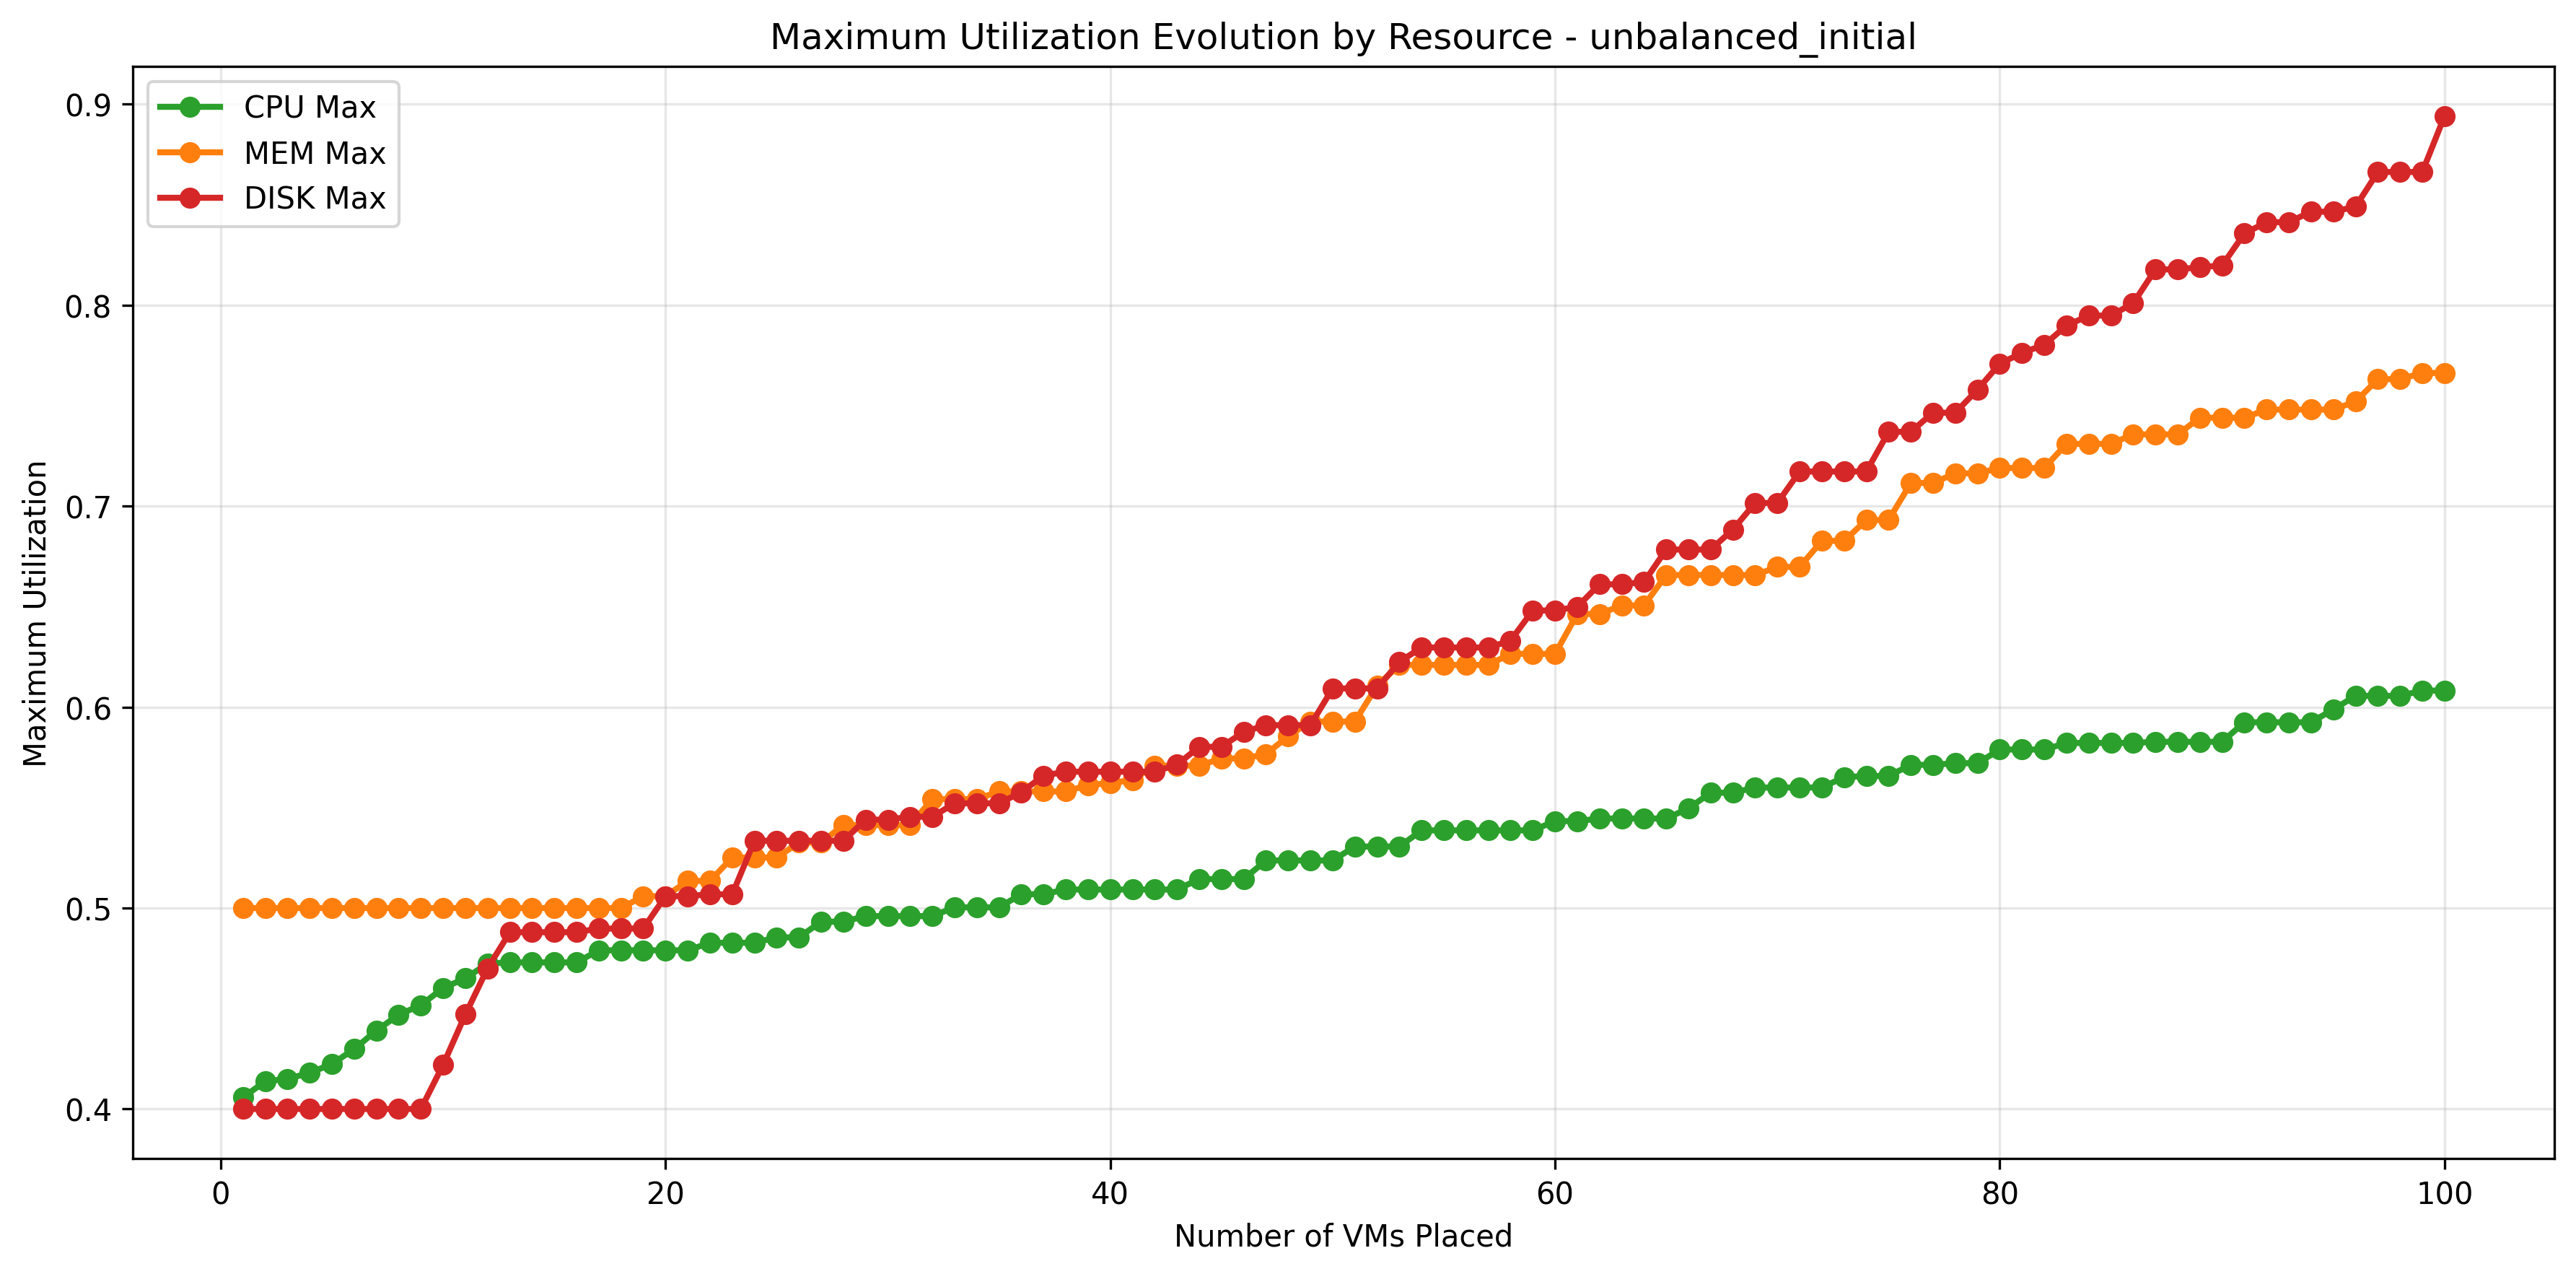 Maximum Utilization Evolution by Resource - unbalanced_initial
CPU Max
MEM Max
DISK Max
Maximum Utilization
0.9
0.8
0.7
0.6
0.5
0.4
0 20 40 60 80 100
Number of VMs Placed